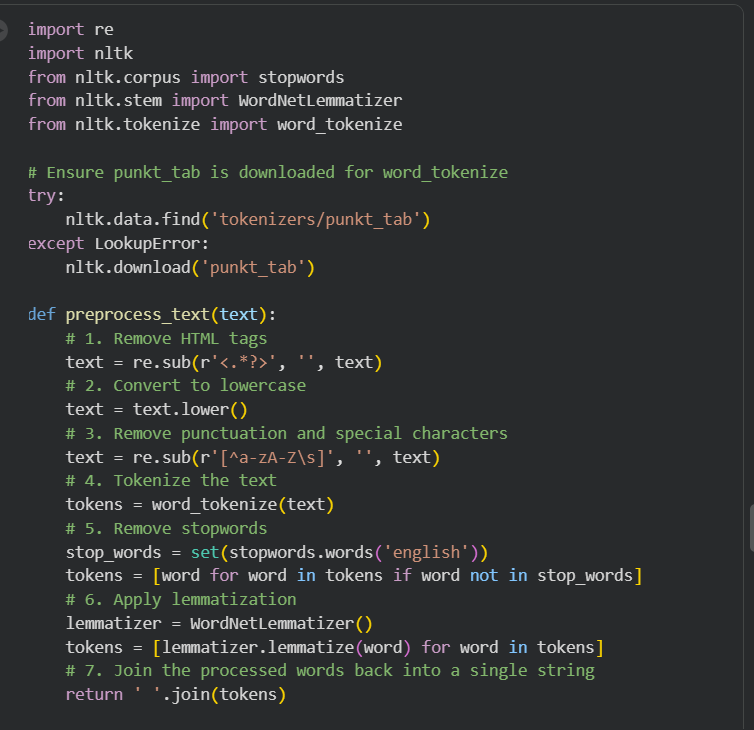 import re
import nltk
from nltk.corpus import stopwords
from nltk.stem import WordNetLemmatizer
from nltk.tokenize import word_tokenize

# Ensure punkt_tab is downloaded for word_tokenize
try:
    nltk.data.find('tokenizers/punkt_tab')
except LookupError:
    nltk.download('punkt_tab')

def preprocess_text(text):
    # 1. Remove HTML tags
    text = re.sub(r'<.*?>', '', text)
    # 2. Convert to lowercase
    text = text.lower()
    # 3. Remove punctuation and special characters
    text = re.sub(r'[^a-zA-Z\s]', '', text)
    # 4. Tokenize the text
    tokens = word_tokenize(text)
    # 5. Remove stopwords
    stop_words = set(stopwords.words('english'))
    tokens = [word for word in tokens if word not in stop_words]
    # 6. Apply lemmatization
    lemmatizer = WordNetLemmatizer()
    tokens = [lemmatizer.lemmatize(word) for word in tokens]
    # 7. Join the processed words back into a single string
    return ' '.join(tokens)